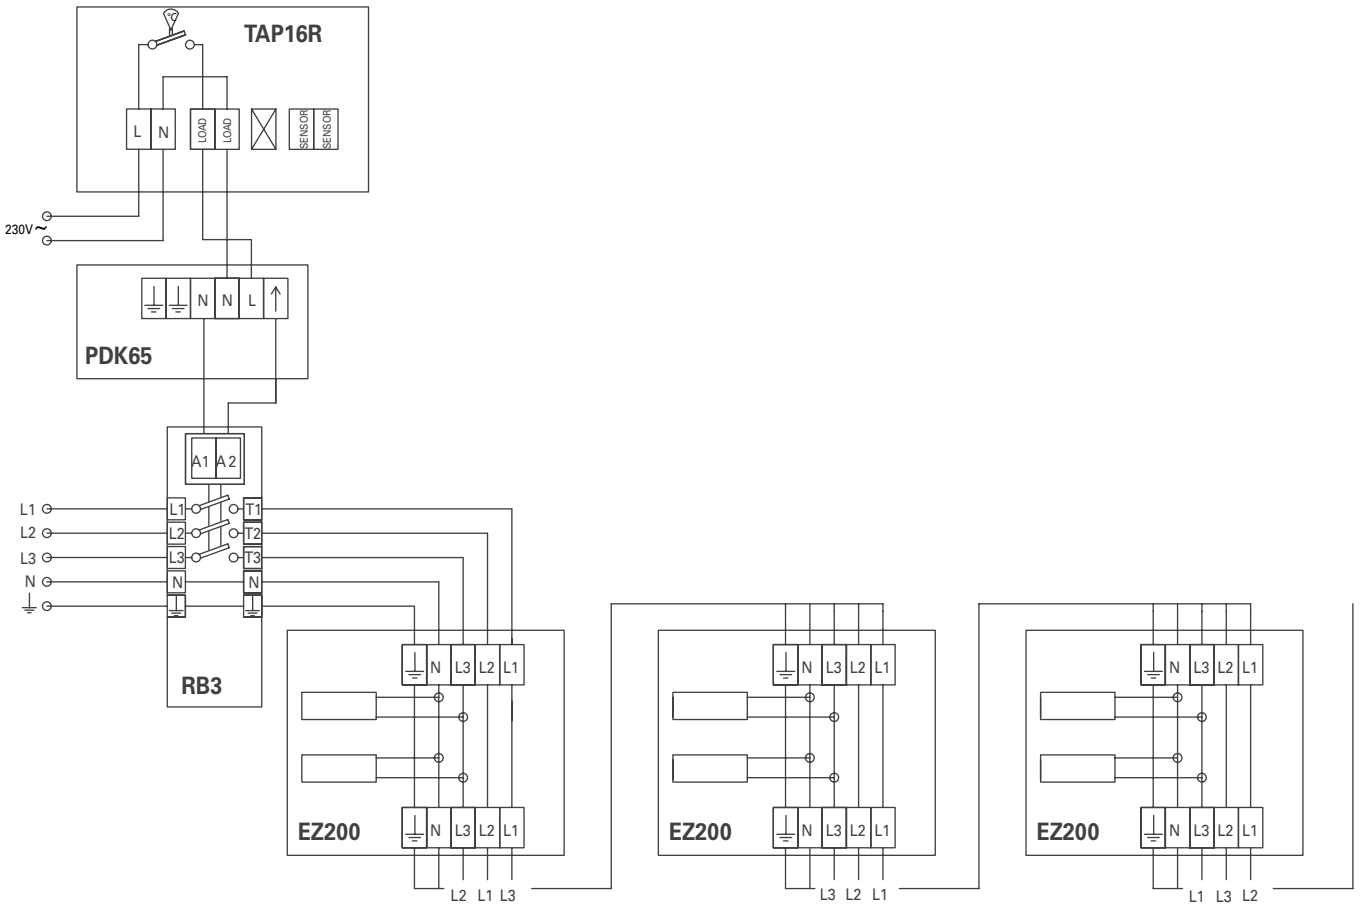 °C
TAP16R
L N LOAD LOAD SENSOR SENSOR
230V~
N N L ↑
PDK65
A1 A2
L1 L1 T1
L2 L2 T2
L3 L3 T3
N N N
RB3
N L3 L2 L1
N L3 L2 L1
N L3 L2 L1
EZ200 N L3 L2 L1
EZ200 N L3 L2 L1
EZ200 N L3 L2 L1
L2 L1 L3
L3 L2 L1
L1 L3 L2